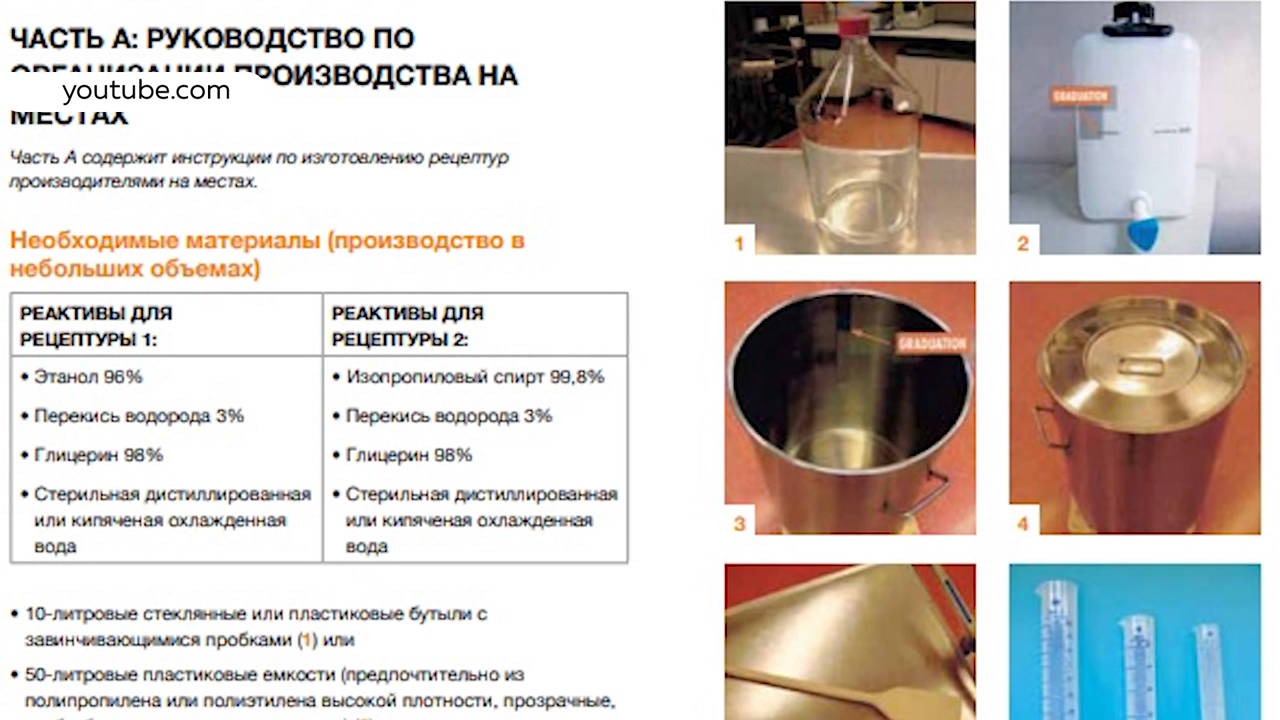 ЧАСТЬ А: РУКОВОДСТВО ПО
ОРГАНИЗАЦИИ ПРОИЗВОДСТВА НА
youtube.com
МЕСТАХ
Часть А содержит инструкции по изготовлению рецептур
производителями на местах.
Необходимые материалы (производство в
небольших объемах)
РЕАКТИВЫ ДЛЯ
РЕЦЕПТУРЫ 1:
• Этанол 96%
• Перекись водорода 3%
• Глицерин 98%
• Стерильная дистиллированная
или кипяченая охлажденная
вода
РЕАКТИВЫ ДЛЯ
РЕЦЕПТУРЫ 2:
• Изопропиловый спирт 99,8%
• Перекись водорода 3%
• Глицерин 98%
• Стерильная дистиллированная
или кипяченая охлажденная
вода
• 10-литровые стеклянные или пластиковые бутыли с
завинчивающимися пробками (1) или
• 50-литровые пластиковые емкости (предпочтительно из
полипропилена или полиэтилена высокой плотности, прозрачные,
1
GRADUATION
2
GRADUATION
3
4